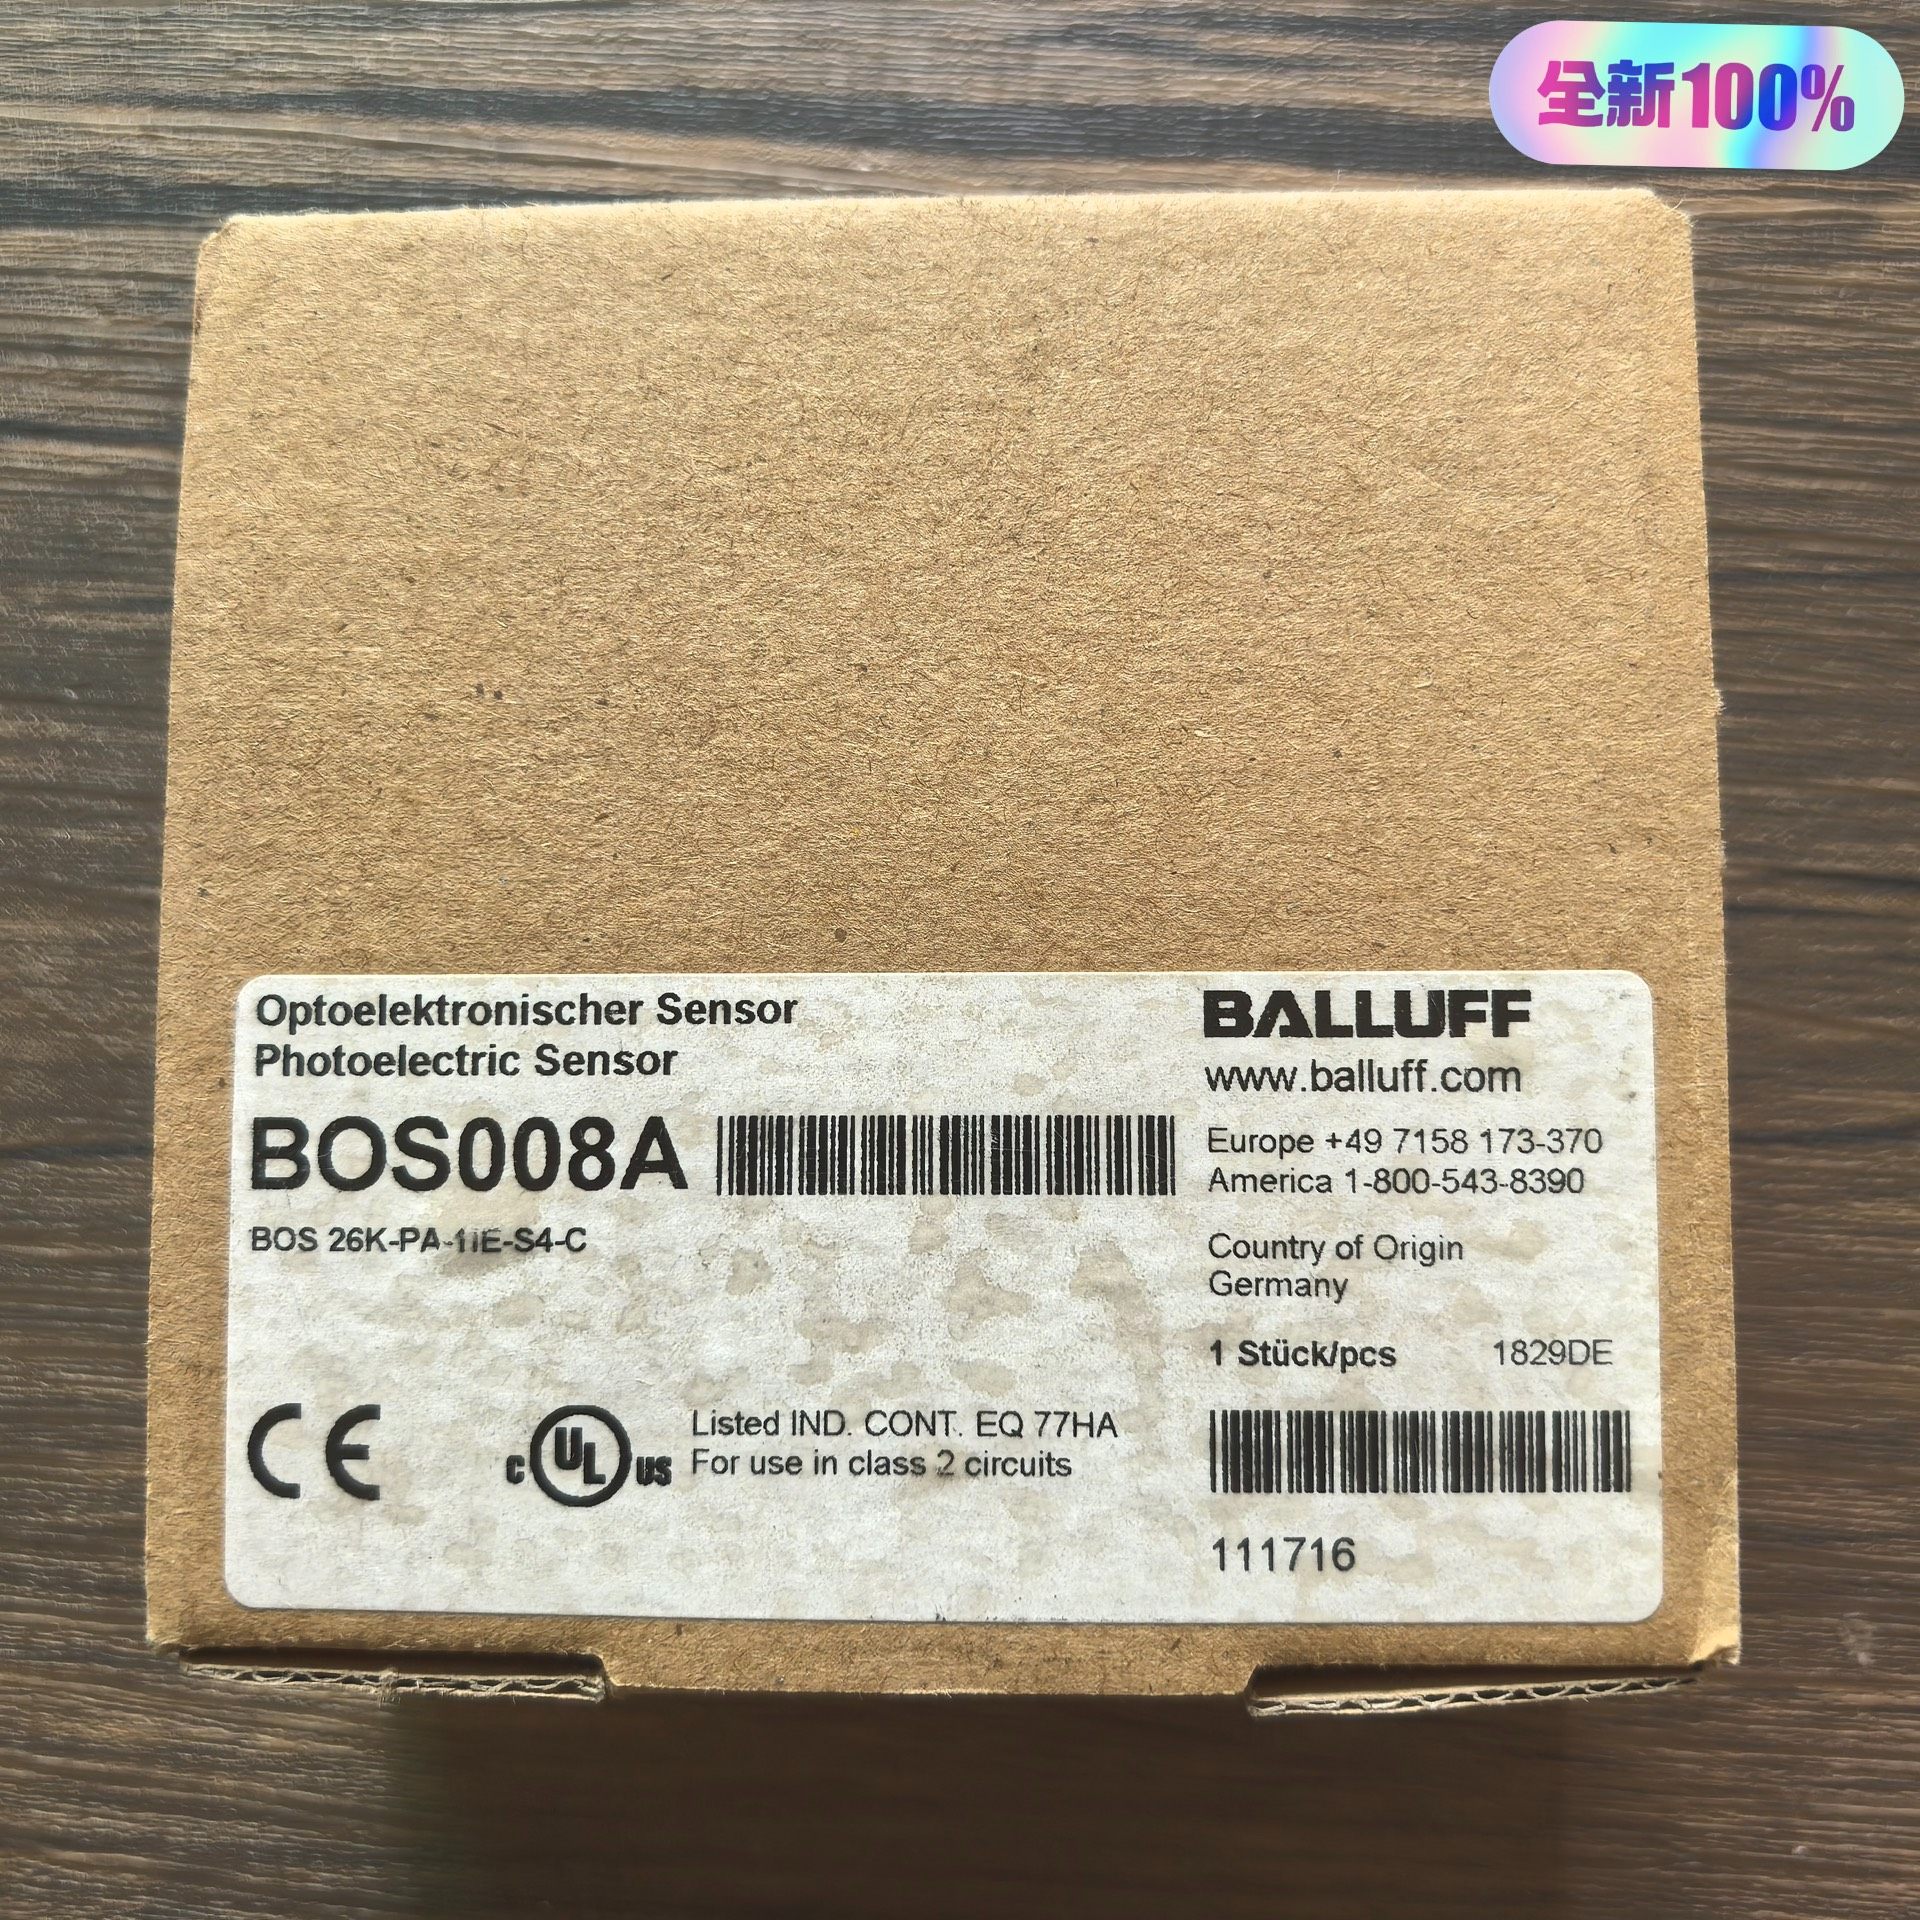 全新100%
Optoelektronischer Sensor
Photoelectric Sensor
BOS008A
BOS 26K-PA-1IE-S4-C
BALLUFF
www.balluff.com
Europe +49 7158 173-370
America 1-800-543-8390
Country of Origin
Germany
1 Stück/pcs 1829DE
CE
c UL us
Listed IND. CONT. EQ 77HA
For use in class 2 circuits
111716